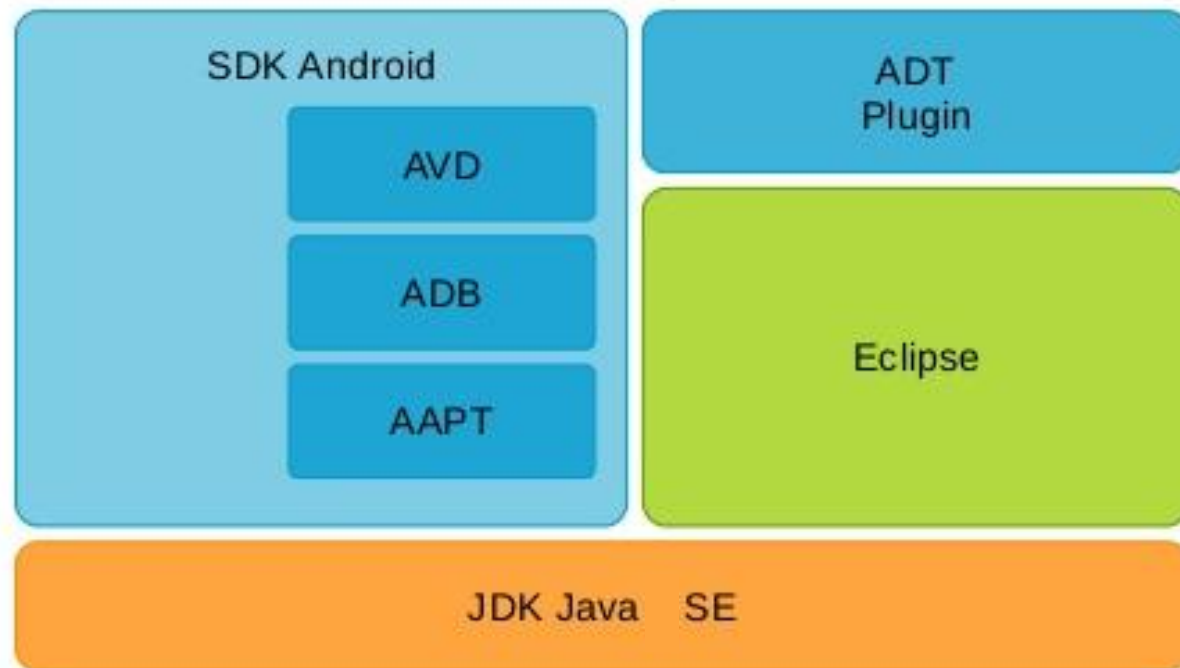 SDK Android
AVD
ADB
AAPT
ADT
Plugin
Eclipse
JDK Java SE